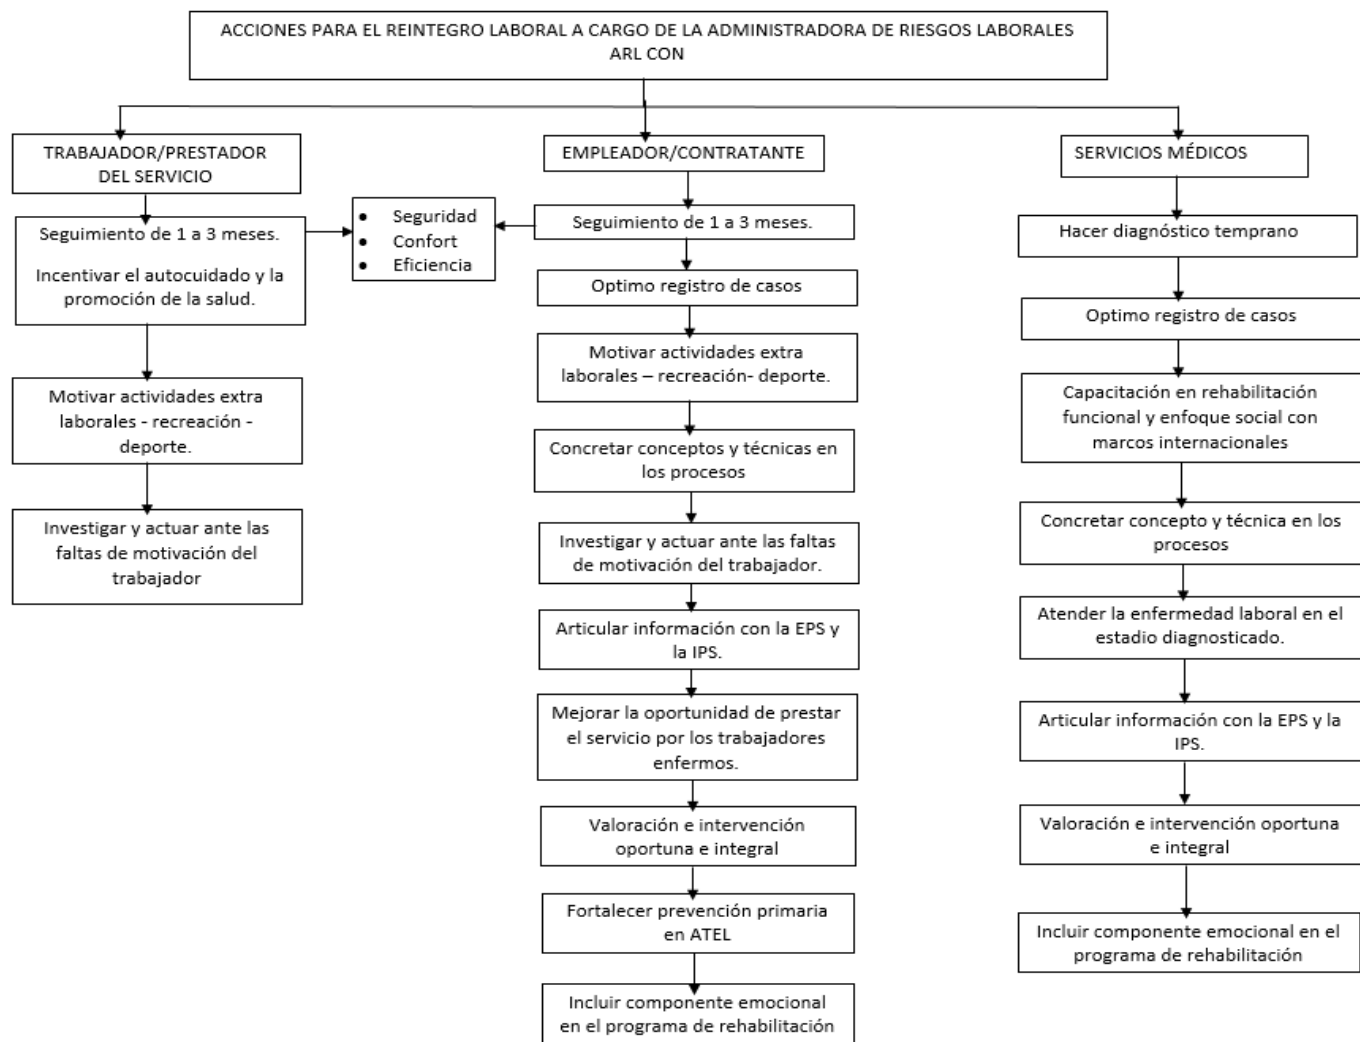 ACCIONES PARA EL REINTEGRO LABORAL A CARGO DE LA ADMINISTRADORA DE RIESGOS LABORALES
ARL CON
TRABAJADOR/PRESTADOR
DEL SERVICIO
Seguimiento de 1 a 3 meses.
Incentivar el autocuidado y la
promoción de la salud.
Motivar actividades extra
laborales - recreación -
deporte.
Investigar y actuar ante las
faltas de motivación del
trabajador
• Seguridad
• Confort
• Eficiencia
EMPLEADOR/CONTRATANTE
Seguimiento de 1 a 3 meses.
Optimo registro de casos
Motivar actividades extra
laborales – recreación- deporte.
Concretar conceptos y técnicas en
los procesos
Investigar y actuar ante las faltas
de motivación del trabajador.
Articular información con la EPS y
la IPS.
Mejorar la oportunidad de prestar
el servicio por los trabajadores
enfermos.
Valoración e intervención
oportuna e integral
Fortalecer prevención primaria
en ATEL
Incluir componente emocional
en el programa de rehabilitación
SERVICIOS MÉDICOS
Hacer diagnóstico temprano
Optimo registro de casos
Capacitación en rehabilitación
funcional y enfoque social con
marcos internacionales
Concretar concepto y técnica en los
procesos
Atender la enfermedad laboral en el
estadio diagnosticado.
Articular información con la EPS y la
IPS.
Valoración e intervención oportuna
e integral
Incluir componente emocional en el
programa de rehabilitación